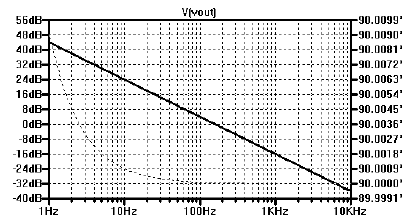 V(vout)
56dB
48dB
40dB
32dB
24dB
16dB
8dB
0dB
-8dB
-16dB
-24dB
-32dB
-40dB
90.0099°
90.0090°
90.0081°
90.0072°
90.0063°
90.0054°
90.0045°
90.0036°
90.0027°
90.0018°
90.0009°
90.0000°
89.9991°
1Hz 10Hz 100Hz 1KHz 10KHz